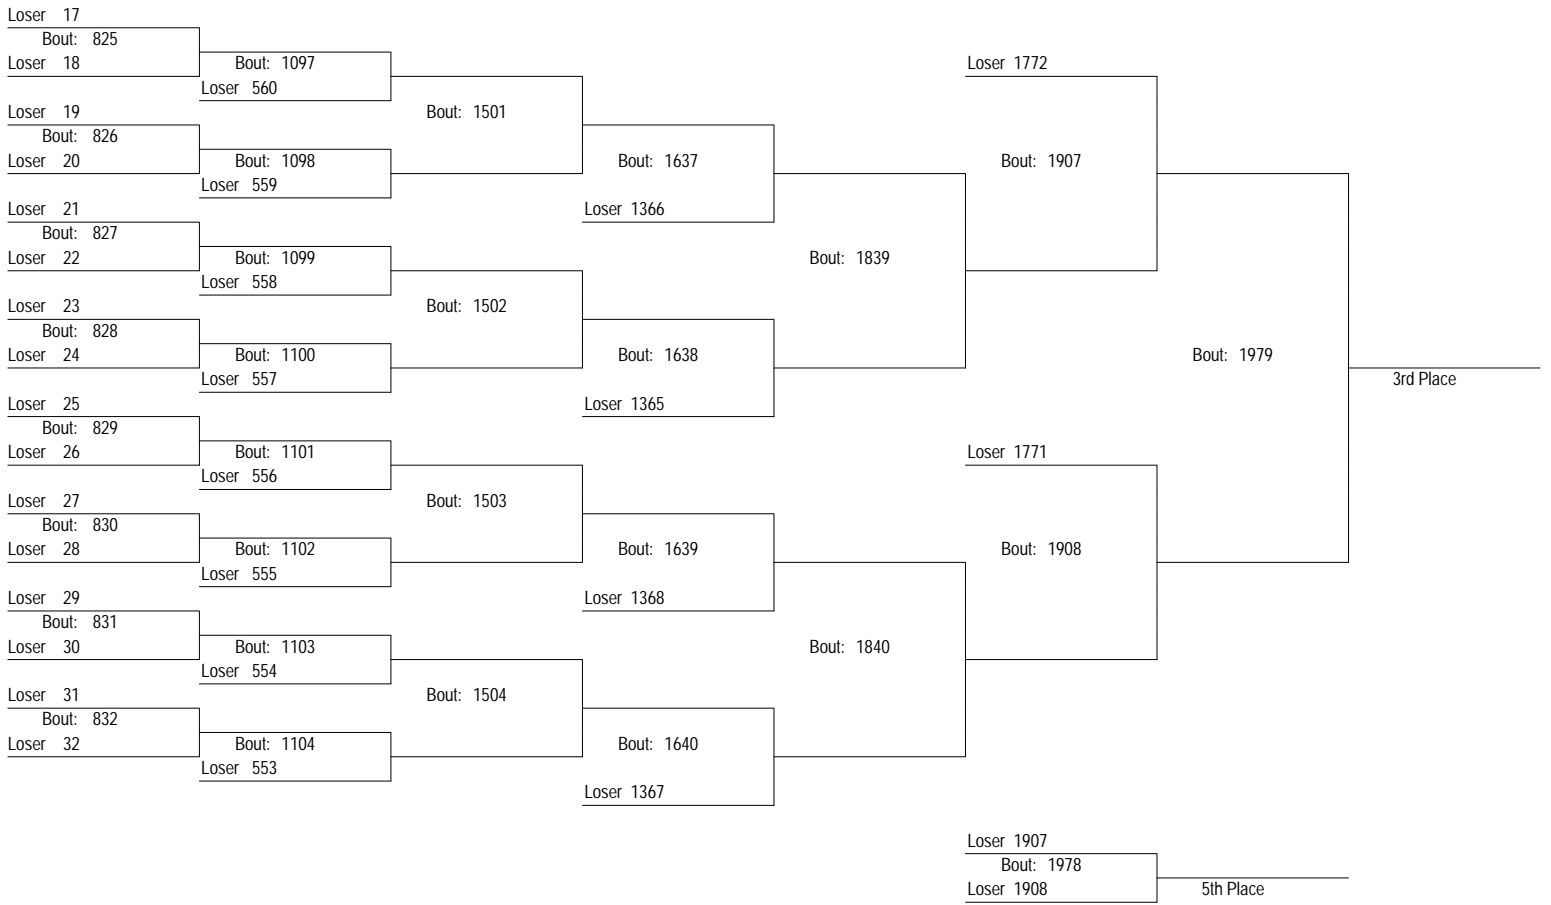 Loser 17
Bout: 825
Loser 18
Bout: 1097
Loser 560
Bout: 1501
Loser 19
Bout: 826
Loser 20
Bout: 1098
Loser 559
Bout: 1637
Loser 1366
Loser 21
Bout: 827
Loser 22
Bout: 1099
Loser 558
Bout: 1502
Loser 23
Bout: 828
Loser 24
Bout: 1100
Loser 557
Bout: 1638
Loser 1365
Bout: 1839
Loser 1772
Bout: 1907
Loser 25
Bout: 829
Loser 26
Bout: 1101
Loser 556
Bout: 1503
Loser 27
Bout: 830
Loser 28
Bout: 1102
Loser 555
Bout: 1639
Loser 1368
Loser 29
Bout: 831
Loser 30
Bout: 1103
Loser 554
Bout: 1504
Loser 31
Bout: 832
Loser 32
Bout: 1104
Loser 553
Bout: 1640
Loser 1367
Bout: 1840
Loser 1771
Bout: 1908
Bout: 1979
3rd Place
Loser 1907
Bout: 1978
Loser 1908
5th Place